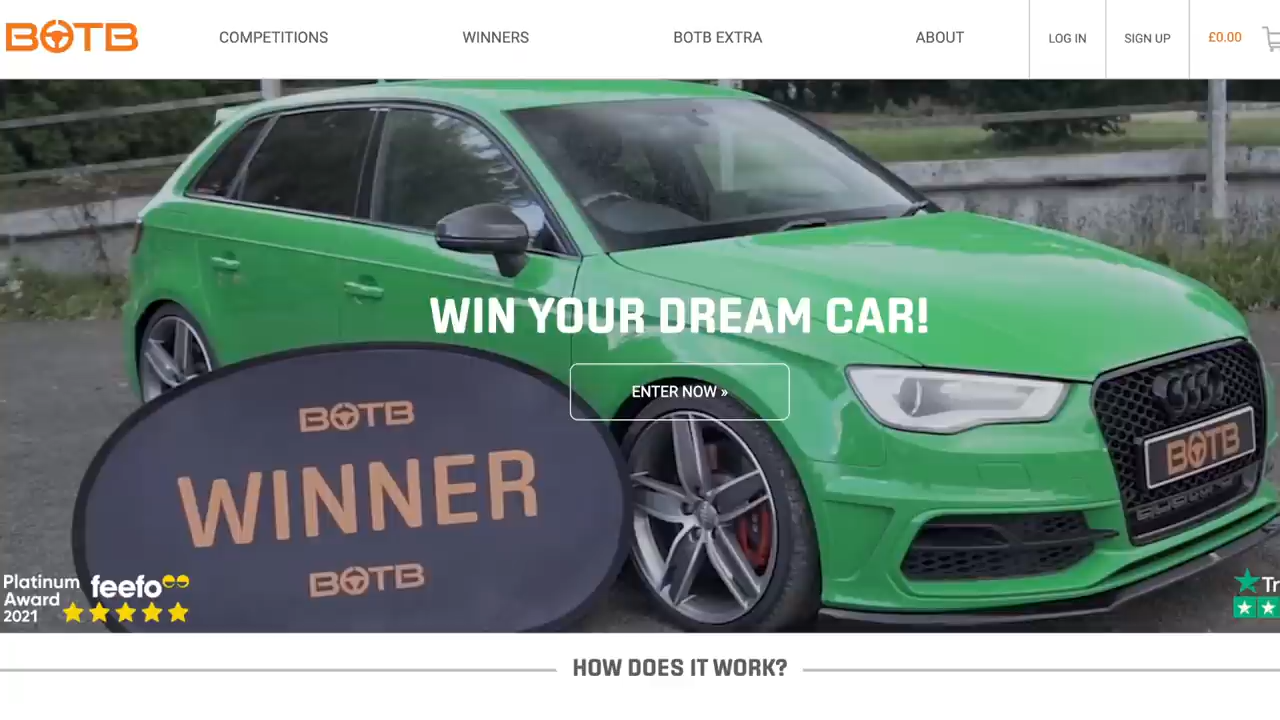 BOTB
COMPETITIONS
WINNERS
BOTB EXTRA
ABOUT
LOG IN
SIGN UP
£0.00
WIN YOUR DREAM CAR!
ENTER NOW »
BOTB
WINNER
BOTB
BOTB
Platinum
Award
2021
feefo
Tr
HOW DOES IT WORK?